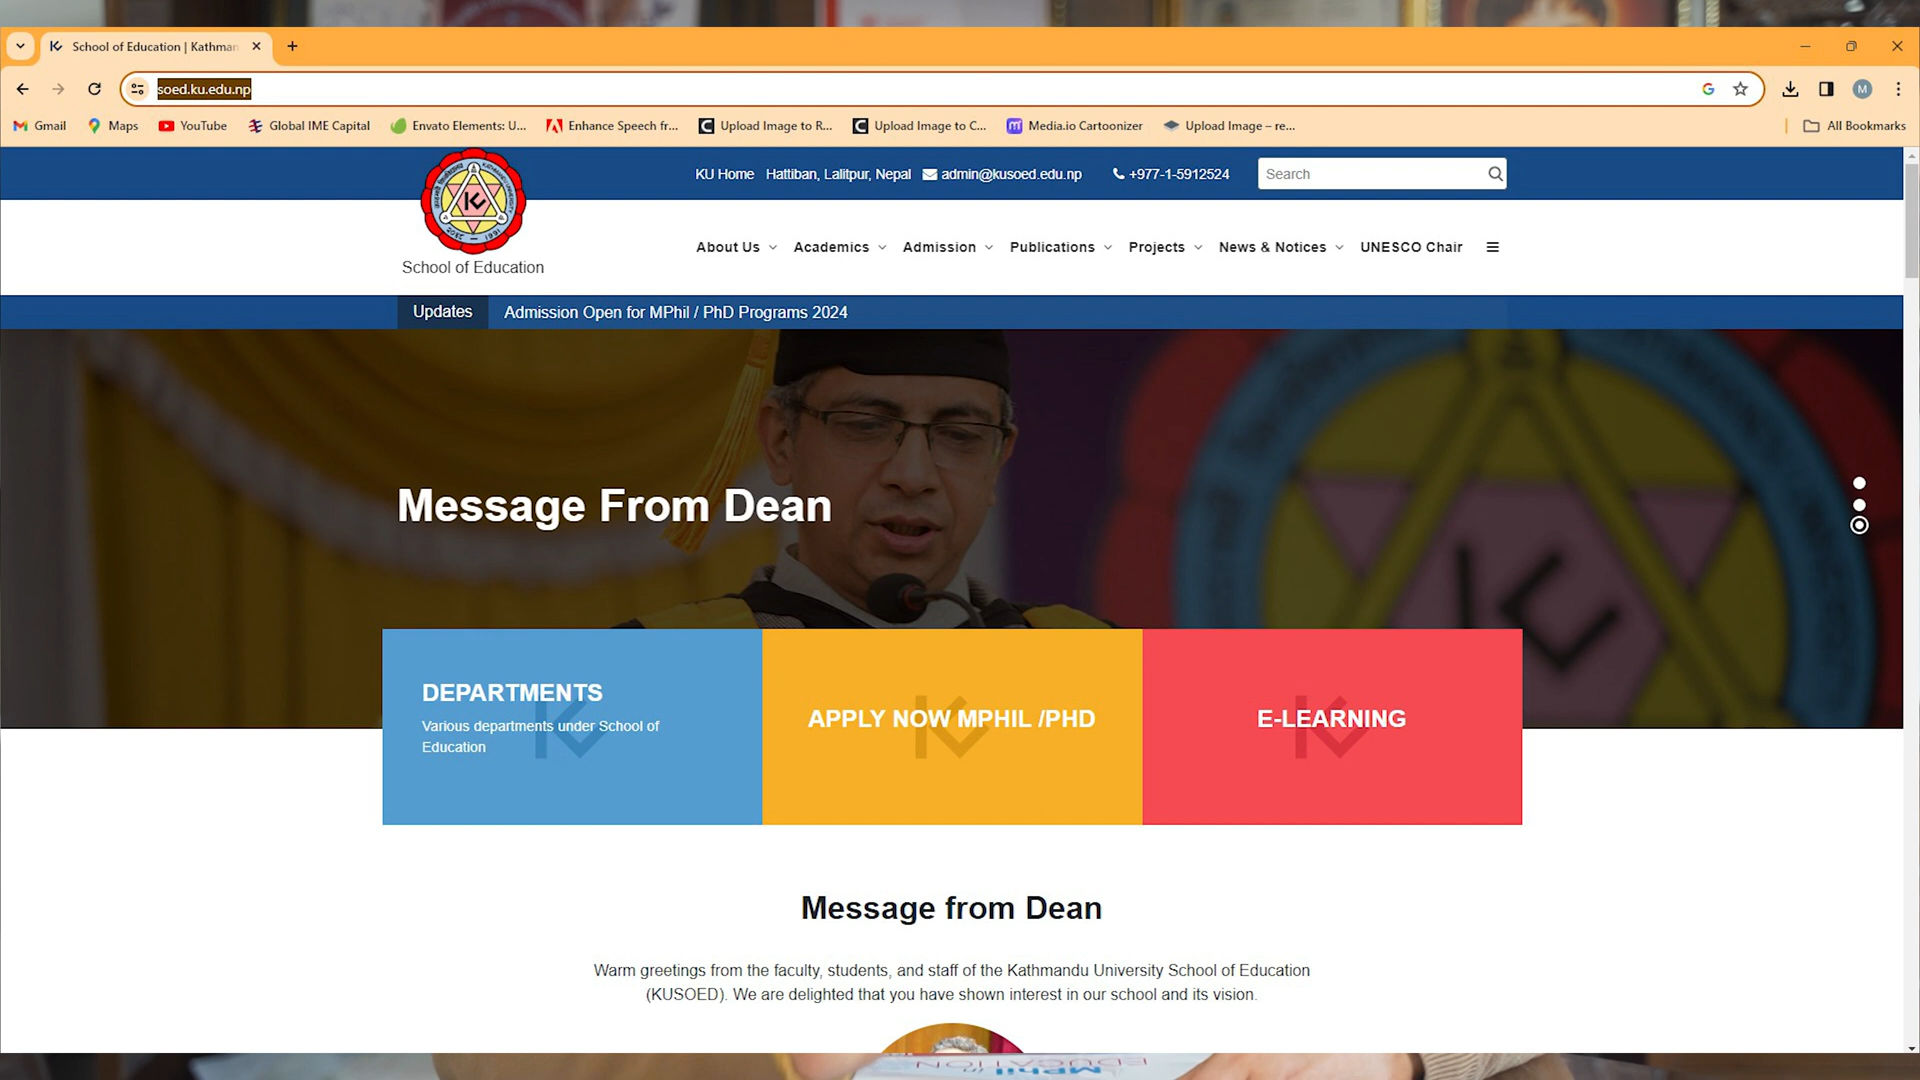 School of Education | Kathman
soed.ku.edu.np
M
Gmail
Maps
YouTube
Global IME Capital
Envato Elements: U...
Enhance Speech fr...
Upload Image to R...
Upload Image to C...
Media.io Cartoonizer
Upload Image – re...
All Bookmarks
KU Home
Hattiban, Lalitpur, Nepal
admin@kusoed.edu.np
+977-1-5912524
Search
School of Education
About Us
Academics
Admission
Publications
Projects
News & Notices
UNESCO Chair
Updates
Admission Open for MPhil / PhD Programs 2024
Message From Dean
DEPARTMENTS
Various departments under School of
Education
APPLY NOW MPHIL /PHD
E-LEARNING
Message from Dean
Warm greetings from the faculty, students, and staff of the Kathmandu University School of Education
(KUSOED). We are delighted that you have shown interest in our school and its vision.
EDUCATION
MPhil